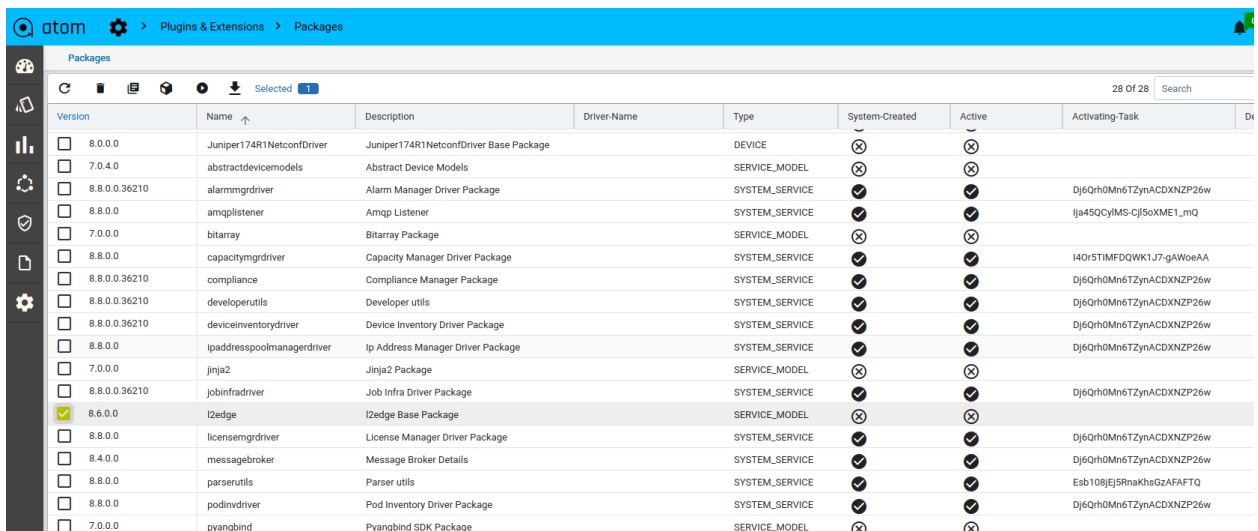 atom > Plugins & Extensions > Packages
Packages
Selected 1 28 Of 28 Search
Version Name Description Driver-Name Type System-Created Active Activating-Task De
8.0.0.0 Juniper174R1NetconfDriver Juniper174R1NetconfDriver Base Package DEVICE
7.0.4.0 abstractdevicemodels Abstract Device Models SERVICE_MODEL
8.8.0.0.36210 alarmmgrdriver Alarm Manager Driver Package SYSTEM_SERVICE Dj6Qrh0Mn6TZynACDXNZP26w
8.8.0.0 amqplistener Amqp Listener SYSTEM_SERVICE Ija45QCylMS-Cjl5oXME1_mQ
7.0.0.0 bitarray Bitarray Package SERVICE_MODEL
8.8.0.0 capacitymgrdriver Capacity Manager Driver Package SYSTEM_SERVICE I4Or5TIMFDQWK1J7-gAWoeAA
8.8.0.0.36210 compliance Compliance Manager Package SYSTEM_SERVICE Dj6Qrh0Mn6TZynACDXNZP26w
8.8.0.0.36210 developerutils Developer utils SYSTEM_SERVICE Dj6Qrh0Mn6TZynACDXNZP26w
8.8.0.0.36210 deviceinventorydriver Device Inventory Driver Package SYSTEM_SERVICE Dj6Qrh0Mn6TZynACDXNZP26w
8.8.0.0 ipaddresspoolmanagerdriver Ip Address Manager Driver Package SYSTEM_SERVICE Dj6Qrh0Mn6TZynACDXNZP26w
7.0.0.0 jinja2 Jinja2 Package SERVICE_MODEL
8.8.0.0.36210 jobinfradriver Job Infra Driver Package SYSTEM_SERVICE Dj6Qrh0Mn6TZynACDXNZP26w
8.6.0.0 l2edge l2edge Base Package SERVICE_MODEL
8.8.0.0 licensemgrdriver License Manager Driver Package SYSTEM_SERVICE Dj6Qrh0Mn6TZynACDXNZP26w
8.4.0.0 messagebroker Message Broker Details SYSTEM_SERVICE Dj6Qrh0Mn6TZynACDXNZP26w
8.8.0.0 parserutils Parser utils SYSTEM_SERVICE Esb108jEj5RnaKhsGzAFAFTQ
8.8.0.0 podinvdriver Pod Inventory Driver Package SYSTEM_SERVICE Dj6Qrh0Mn6TZynACDXNZP26w
7.0.0.0 pyangbind Pyangbind SDK Package SERVICE_MODEL